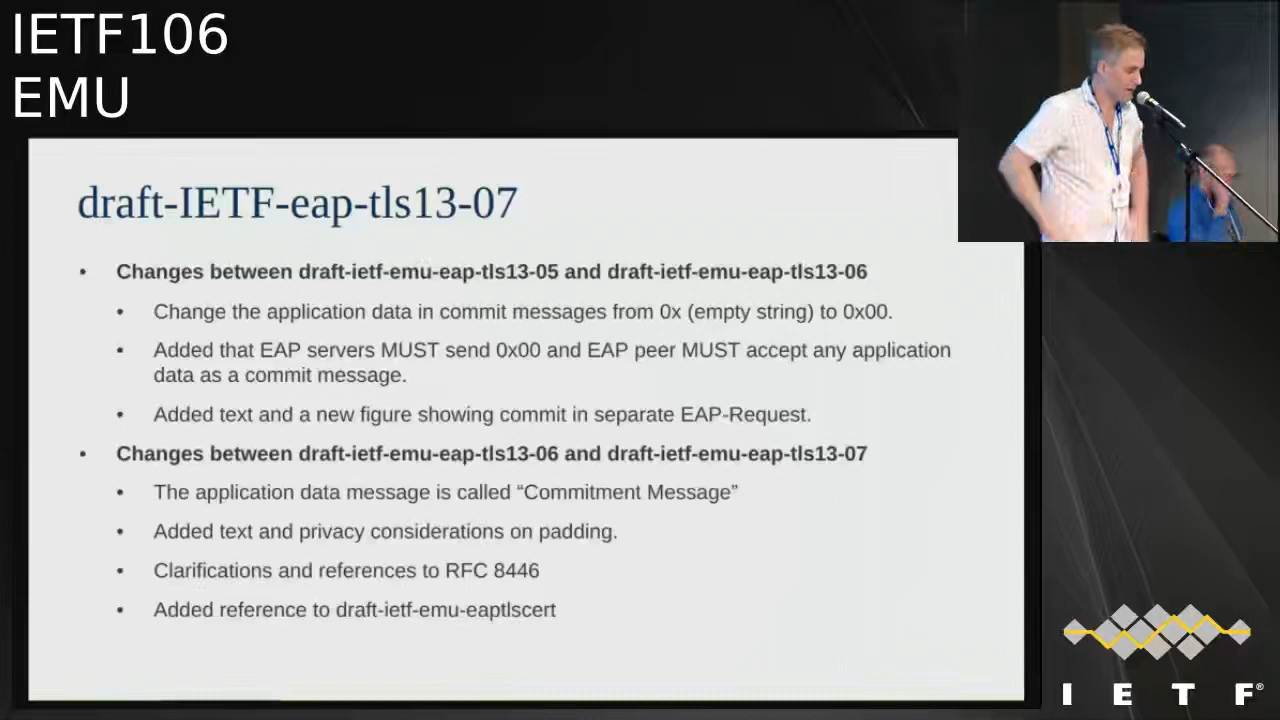 IETF106
EMU
draft-IETF-eap-tls13-07
• Changes between draft-ietf-emu-eap-tls13-05 and draft-ietf-emu-eap-tls13-06
• Change the application data in commit messages from 0x (empty string) to 0x00.
• Added that EAP servers MUST send 0x00 and EAP peer MUST accept any application
data as a commit message.
• Added text and a new figure showing commit in separate EAP-Request.
• Changes between draft-ietf-emu-eap-tls13-06 and draft-ietf-emu-eap-tls13-07
• The application data message is called “Commitment Message”
• Added text and privacy considerations on padding.
• Clarifications and references to RFC 8446
• Added reference to draft-ietf-emu-eaptlscert
I E T F®